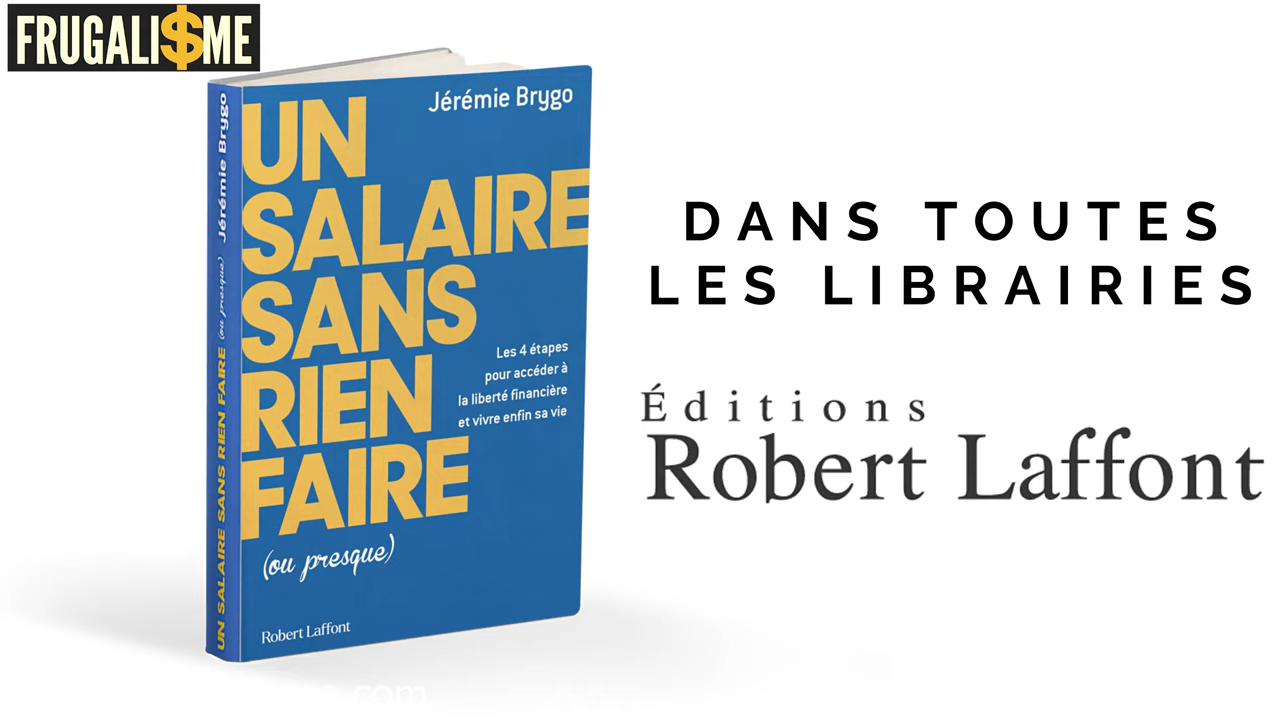 FRUGALI$ME
Jérémie Brygo
UN
SALAIRE
SANS
RIEN
FAIRE
(ou presque)
Les 4 étapes
pour accéder à
la liberté financière
et vivre enfin sa vie
Robert Laffont
UN SALAIRE SANS RIEN FAIRE (ou presque) Jérémie Brygo
DANS TOUTES
LES LIBRAIRIES
Éditions
Robert Laffont